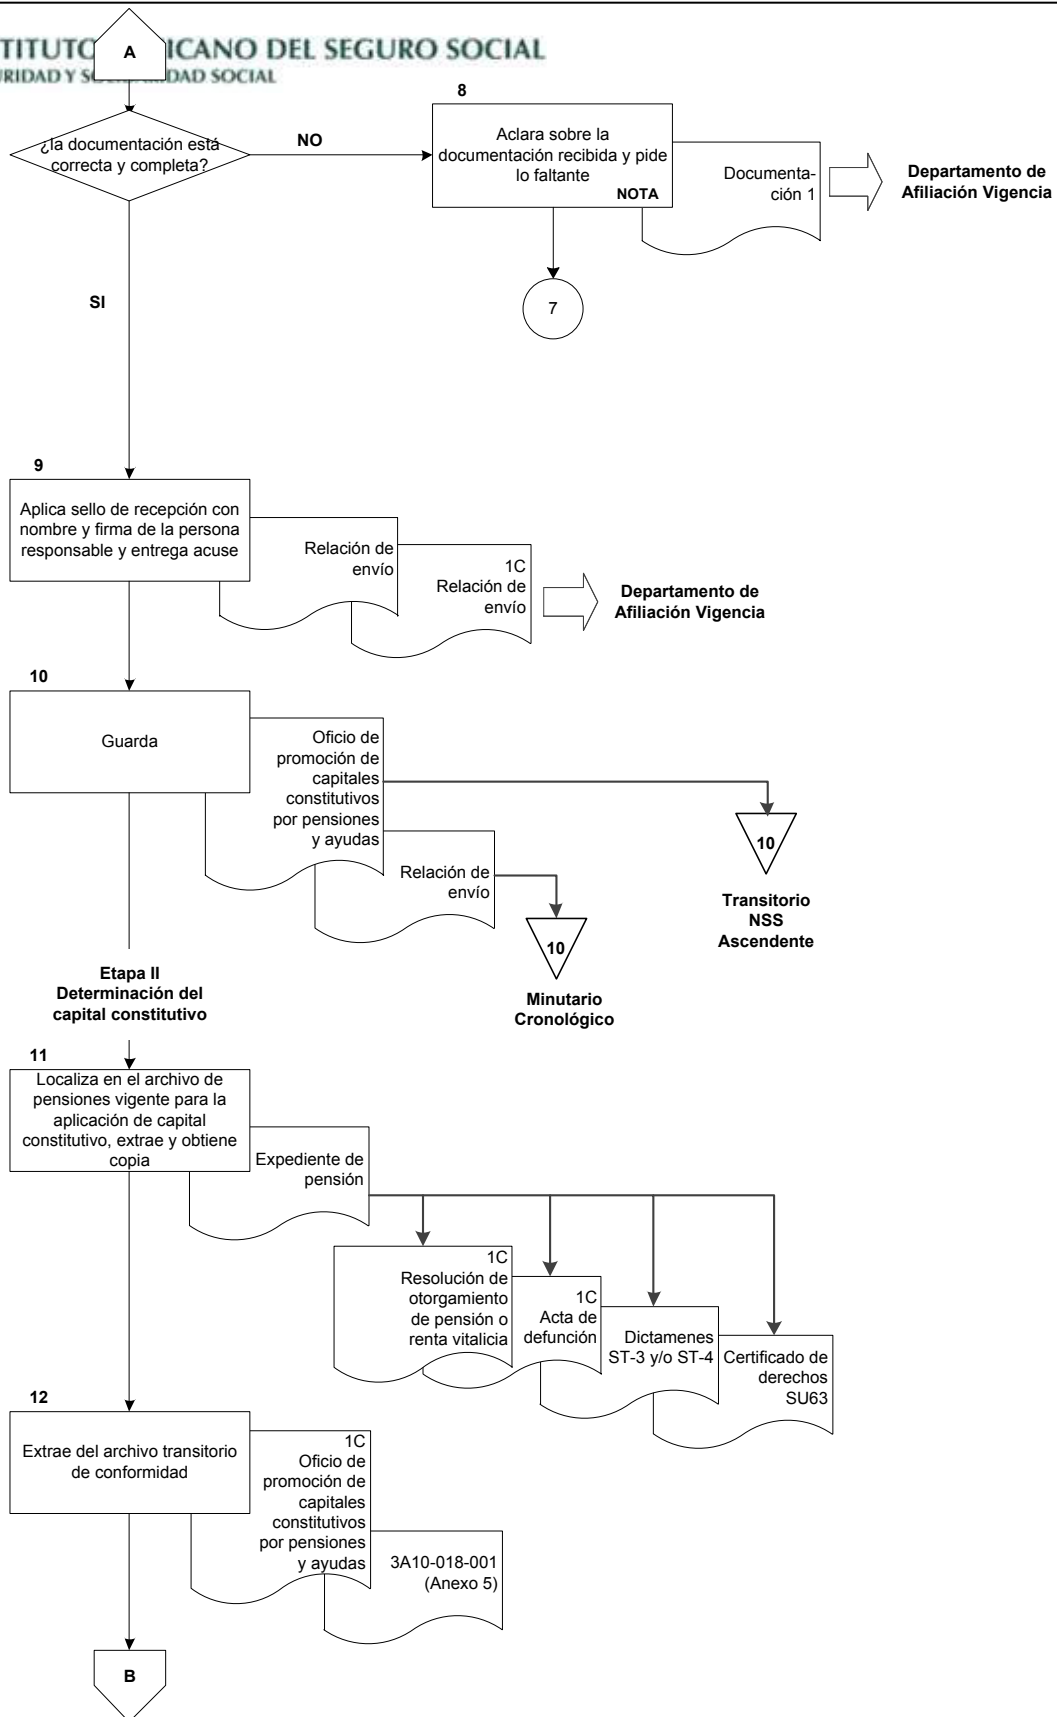 A
ICANO DEL SEGURO SOCIAL
DAD SOCIAL
¿la documentación está
correcta y completa?
NO
8
Aclara sobre la
documentación recibida y pide
lo faltante
NOTA
Documenta-
ción 1
Departamento de
Afiliación Vigencia
7
SI
9
Aplica sello de recepción con
nombre y firma de la persona
responsable y entrega acuse
Relación de
envío
1C
Relación de
envío
Departamento de
Afiliación Vigencia
10
Guarda
Oficio de
promoción de
capitales
constitutivos
por pensiones
y ayudas
Relación de
envío
10
Transitorio
NSS
Ascendente
10
Minutario
Cronológico
Etapa II
Determinación del
capital constitutivo
11
Localiza en el archivo de
pensiones vigente para la
aplicación de capital
constitutivo, extrae y obtiene
copia
Expediente de
pensión
1C
Resolución de
otorgamiento
de pensión o
renta vitalicia
1C
Acta de
defunción
Dictamenes
ST-3 y/o ST-4
Certificado de
derechos
SU63
12
Extrae del archivo transitorio
de conformidad
1C
Oficio de
promoción de
capitales
constitutivos
por pensiones
y ayudas
3A10-018-001
(Anexo 5)
B